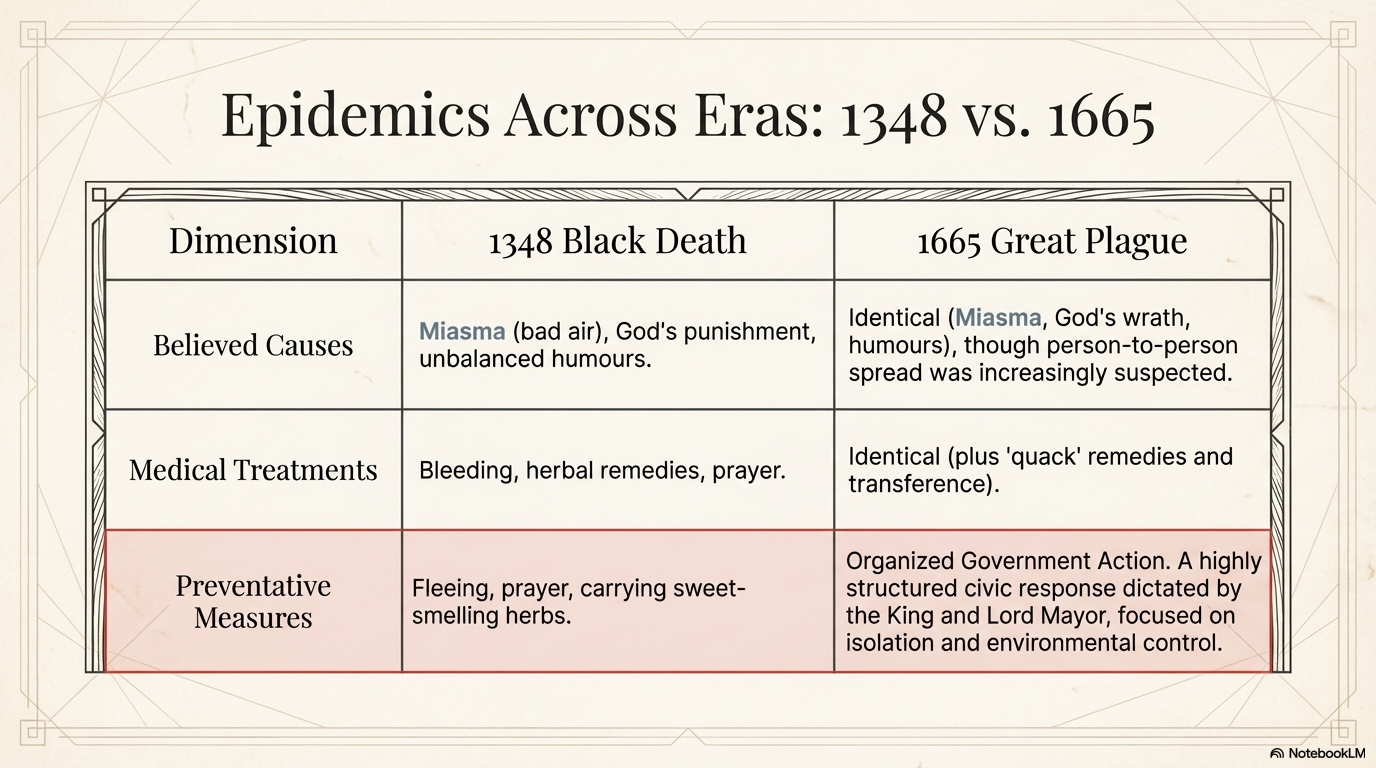 Epidemics Across Eras: 1348 vs. 1665
Dimension
1348 Black Death
1665 Great Plague
Believed Causes
Miasma (bad air), God's punishment,
unbalanced humours.
Identical (Miasma, God's wrath,
humours), though person-to-person
spread was increasingly suspected.
Medical Treatments
Bleeding, herbal remedies, prayer.
Identical (plus 'quack' remedies and
transference).
Preventative
Measures
Fleeing, prayer, carrying sweet-
smelling herbs.
Organized Government Action. A highly
structured civic response dictated by
the King and Lord Mayor, focused on
isolation and environmental control.
NotebookLM